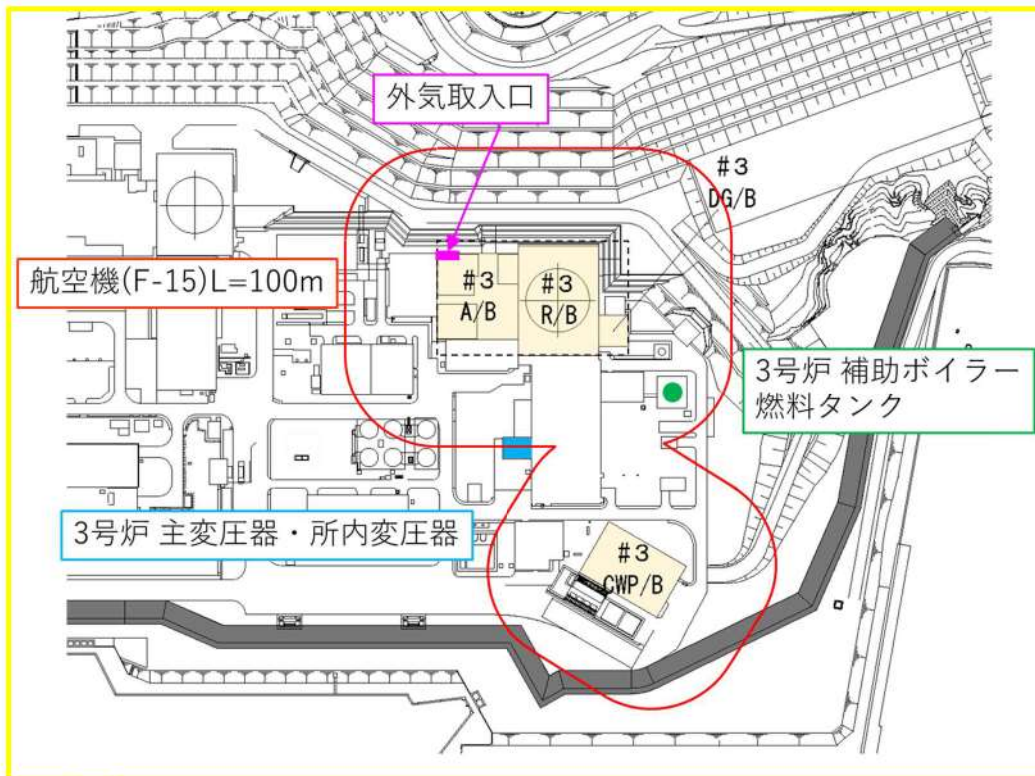 外気取入口
#3
DG/B
航空機(F-15)L=100m
#3
A/B
#3
R/B
3号炉 補助ボイラー
燃料タンク
3号炉 主変圧器・所内変圧器
#3
CWP/B